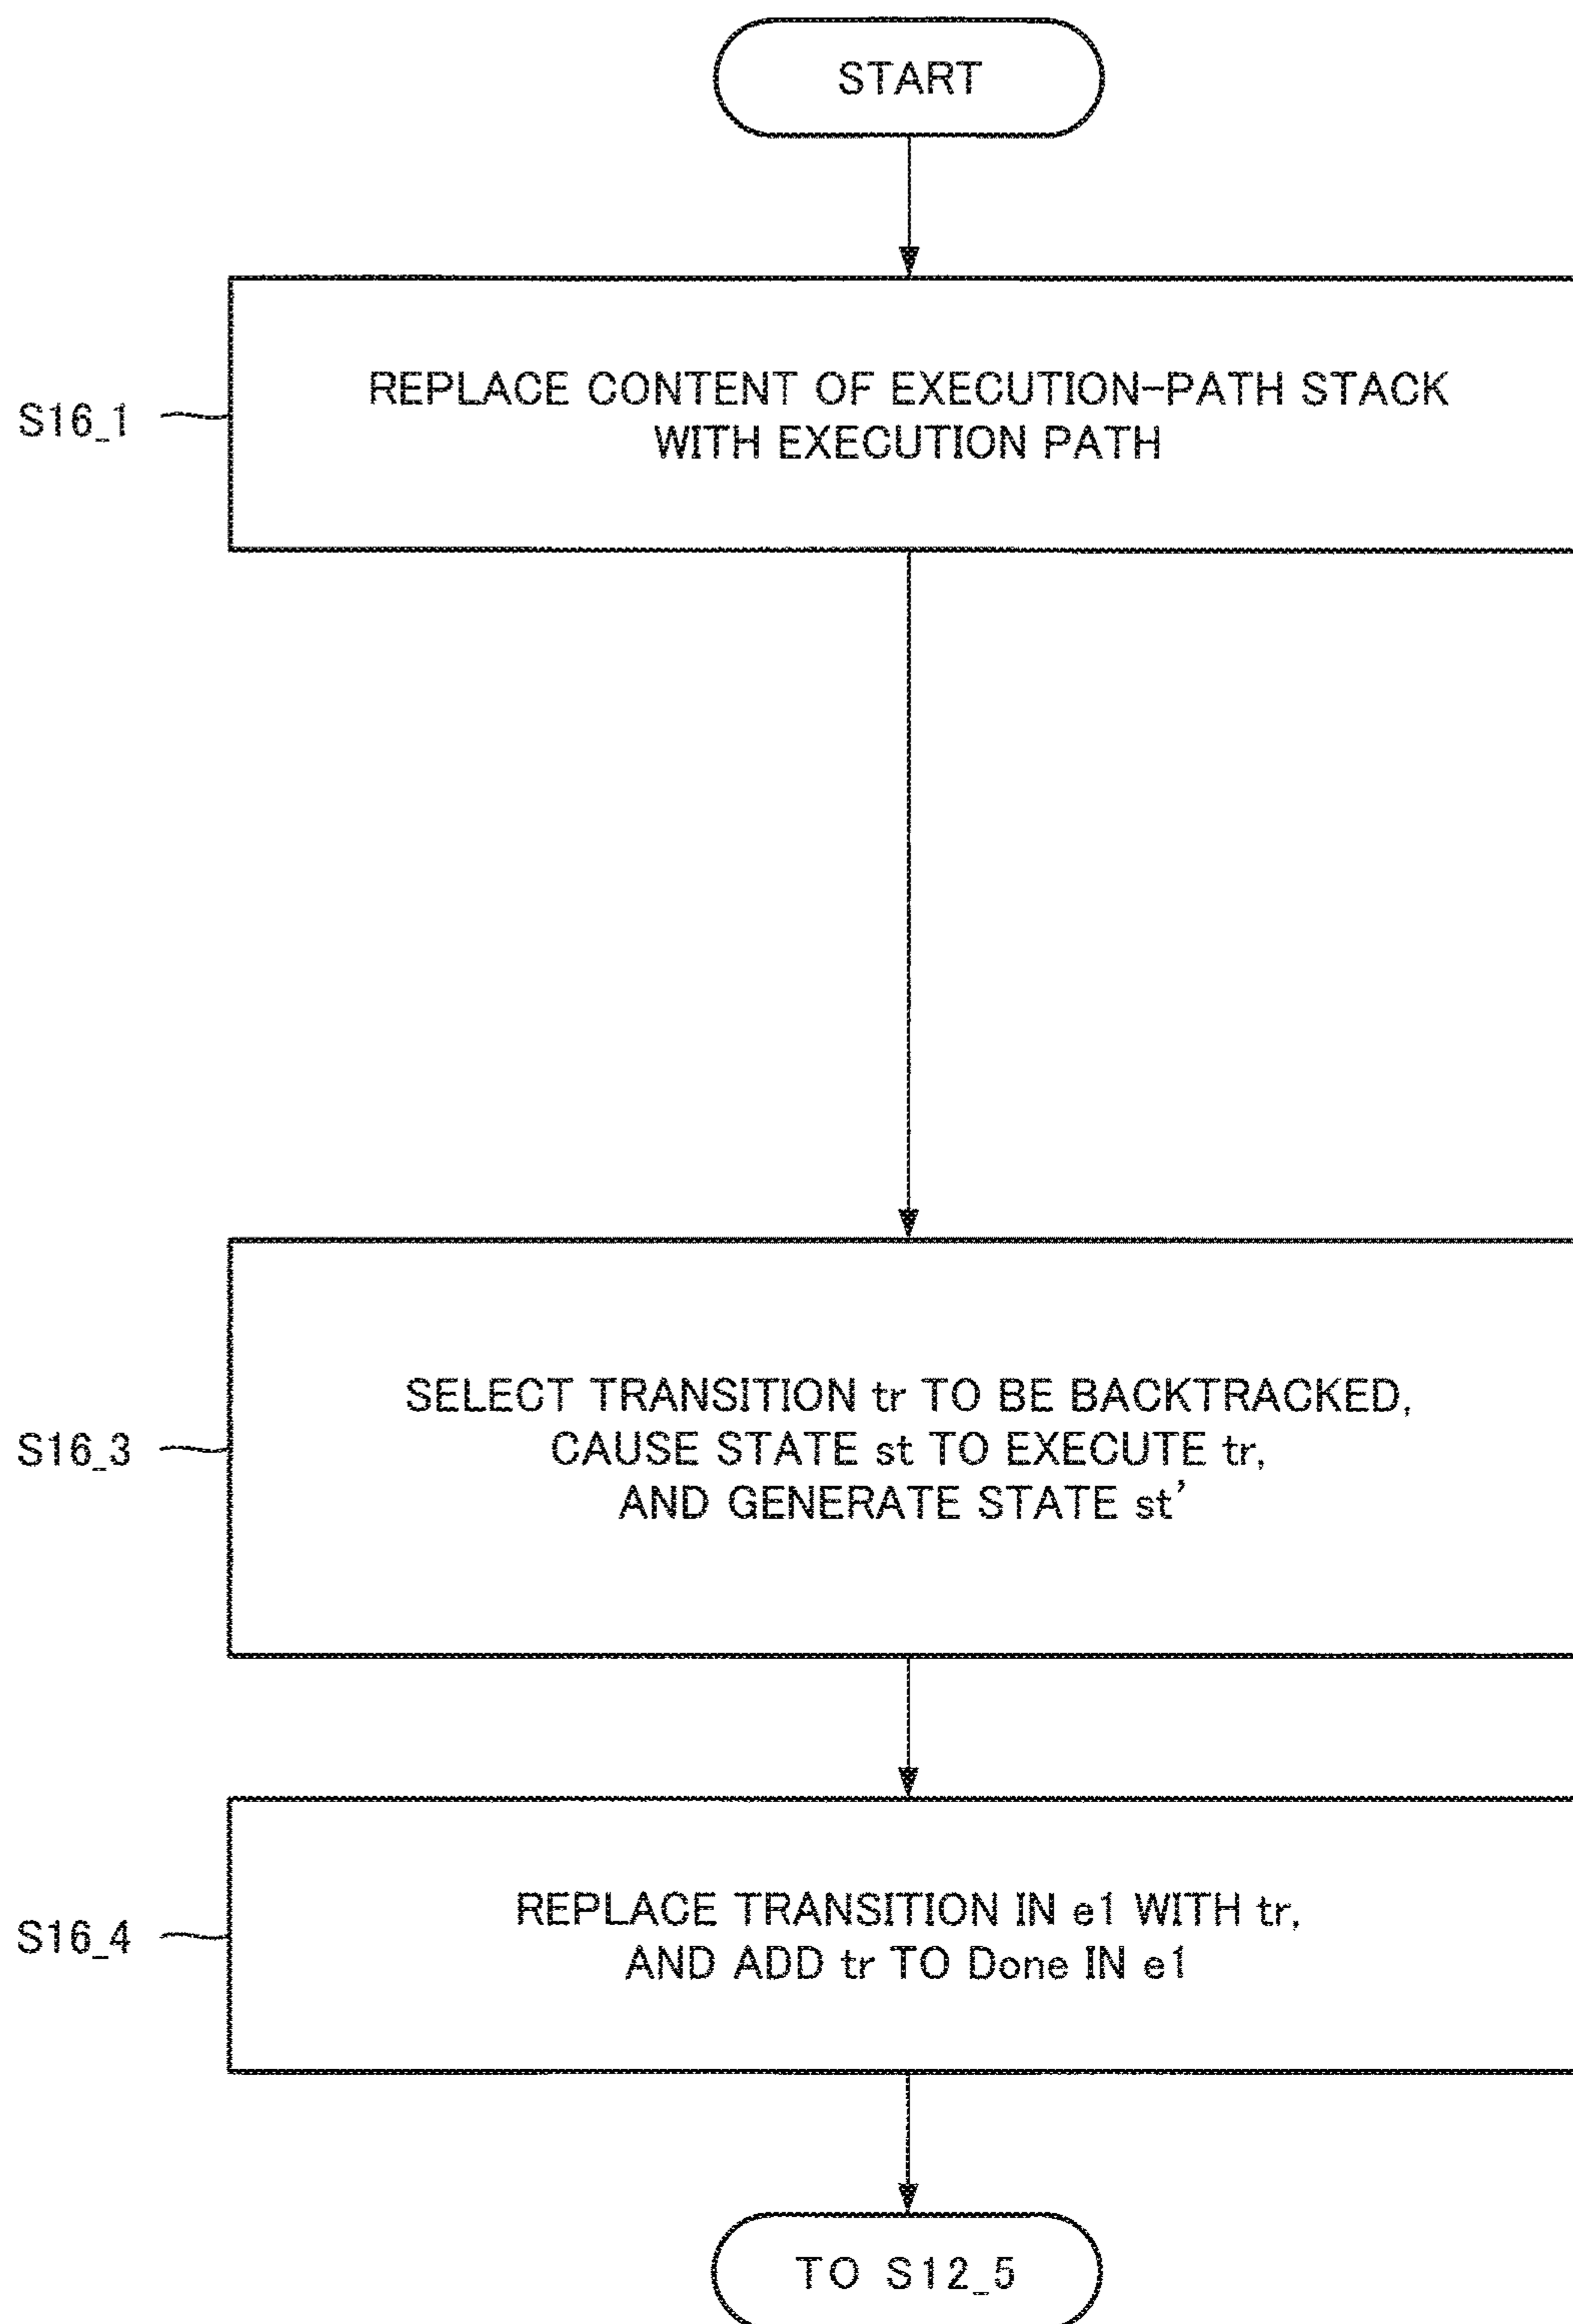 START
S16_1
REPLACE CONTENT OF EXECUTION-PATH STACK
WITH EXECUTION PATH
S16_3
SELECT TRANSITION tr TO BE BACKTRACKED,
CAUSE STATE st TO EXECUTE tr,
AND GENERATE STATE st'
S16_4
REPLACE TRANSITION IN e1 WITH tr,
AND ADD tr TO Done IN e1
TO S12_5